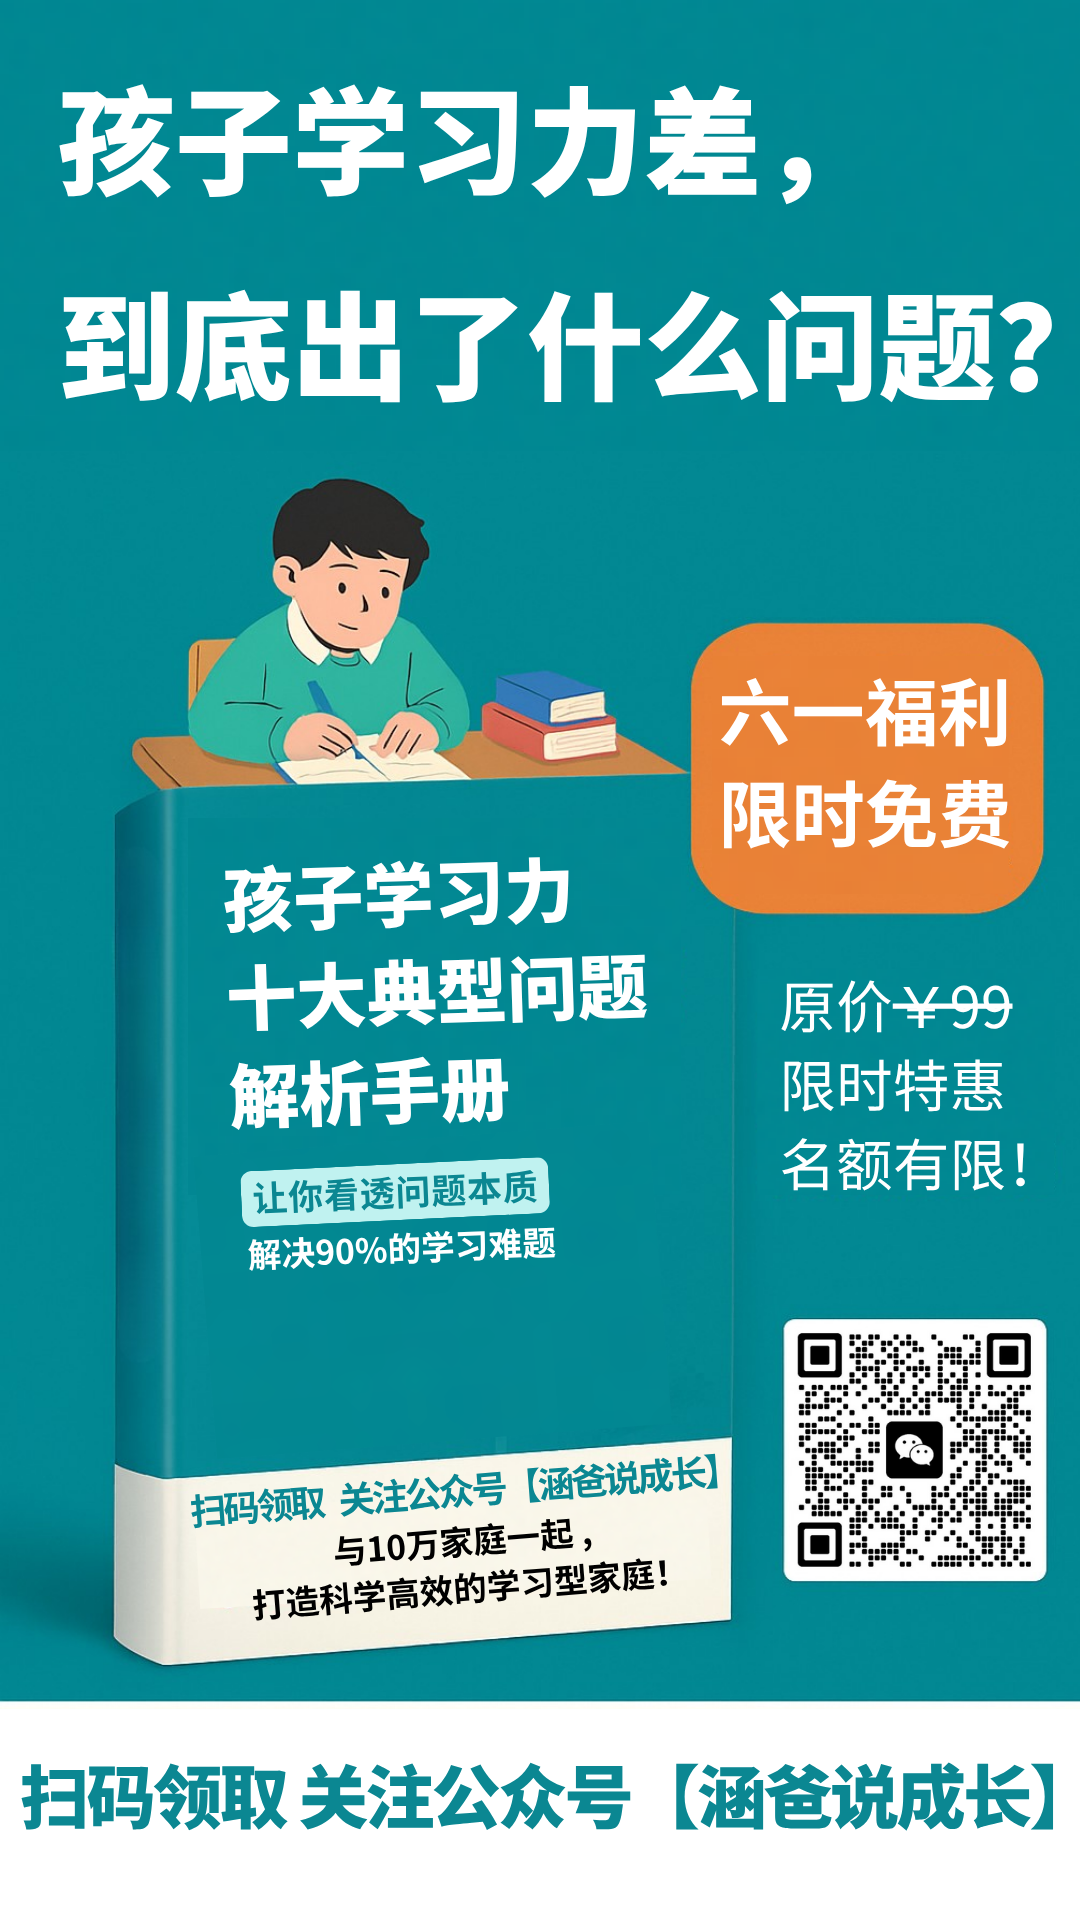 孩子学习力差，
到底出了什么问题？
六一福利
限时免费
孩子学习力
十大典型问题
解析手册
让你看透问题本质
解决90%的学习难题
原价￥99
限时特惠
名额有限！
扫码领取 关注公众号【涵爸说成长】
与10万家庭一起，
打造科学高效的学习型家庭！
扫码领取 关注公众号【涵爸说成长】